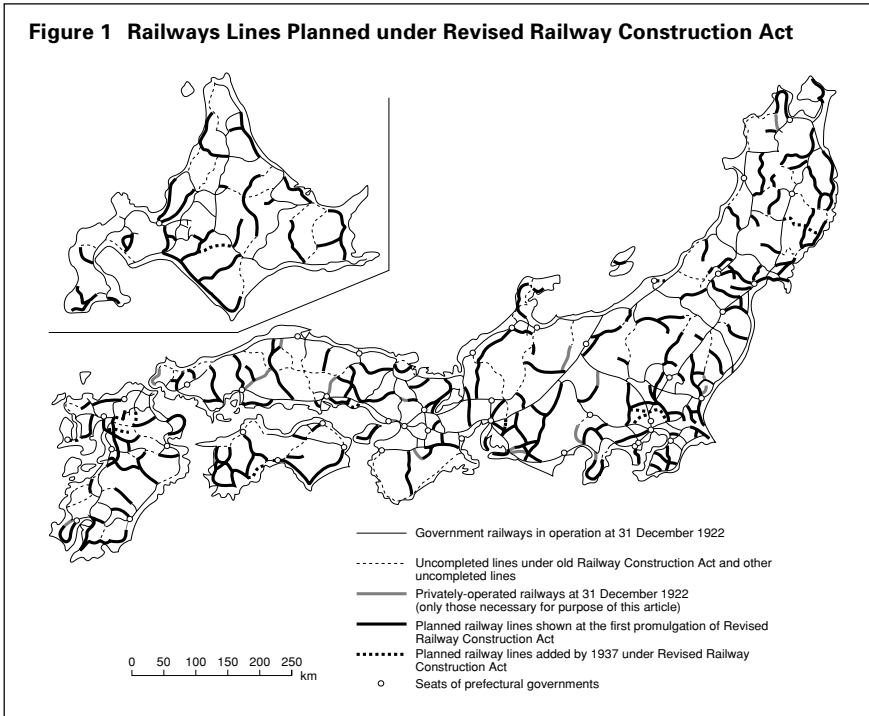 Figure 1 Railways Lines Planned under Revised Railway Construction Act
Government railways in operation at 31 December 1922
Uncompleted lines under old Railway Construction Act and other
uncompleted lines
Privately-operated railways at 31 December 1922
(only those necessary for purpose of this article)
Planned railway lines shown at the first promulgation of Revised
Railway Construction Act
Planned railway lines added by 1937 under Revised Railway
Construction Act
Seats of prefectural governments
0 50 100 150 200 250
km